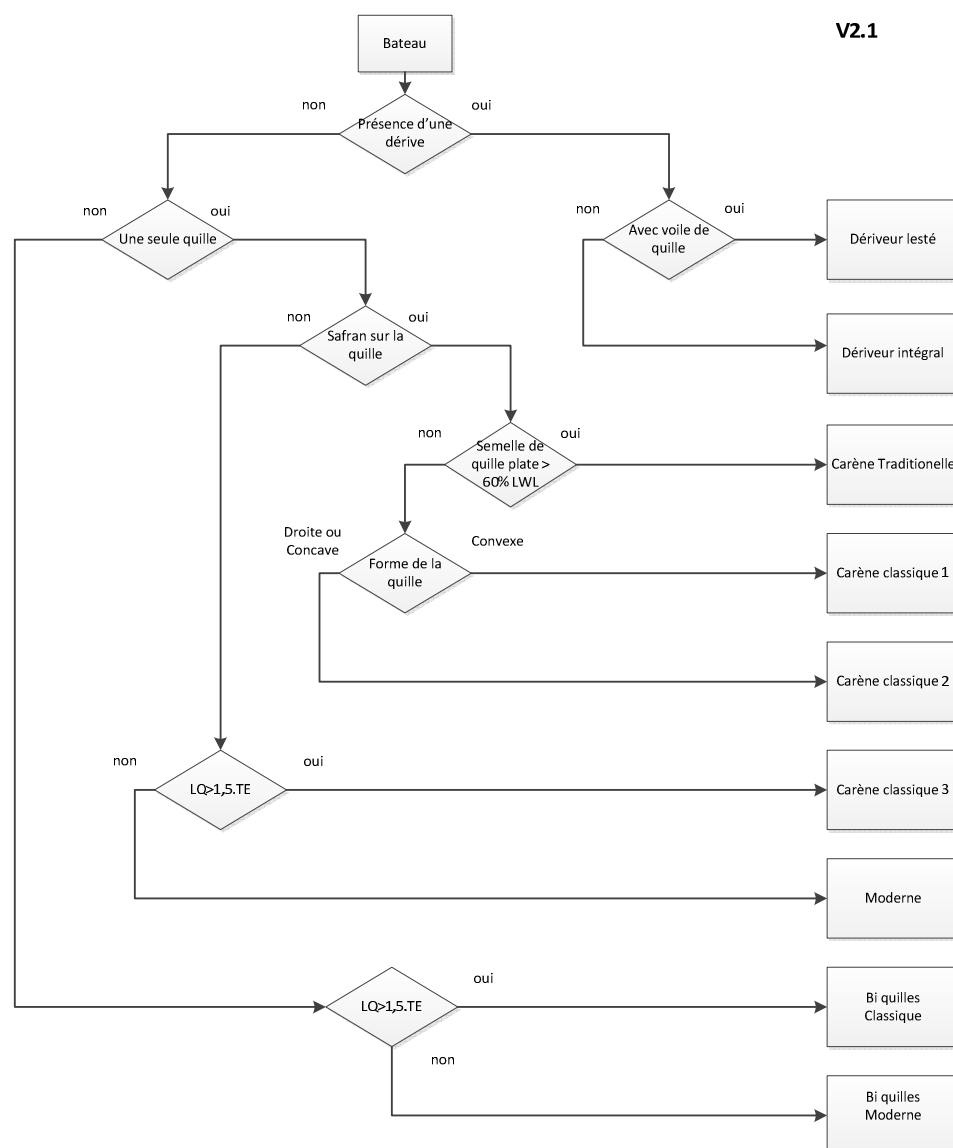 V2.1
Bateau
non
oui
Présence d'une
dérive
non
oui
non
oui
Une seule quille
Avec voile de
quille
Dériveur lesté
non
oui
Safran sur la
quille
Dériveur intégral
non
oui
Semelle de
quille plate >
60% LWL
Carène Traditionelle
Droite ou
Concave
Convexe
Forme de la
quille
Carène classique 1
Carène classique 2
non
oui
LQ>1,5.TE
Carène classique 3
Moderne
oui
LQ>1,5.TE
Bi quilles
Classique
non
Bi quilles
Moderne